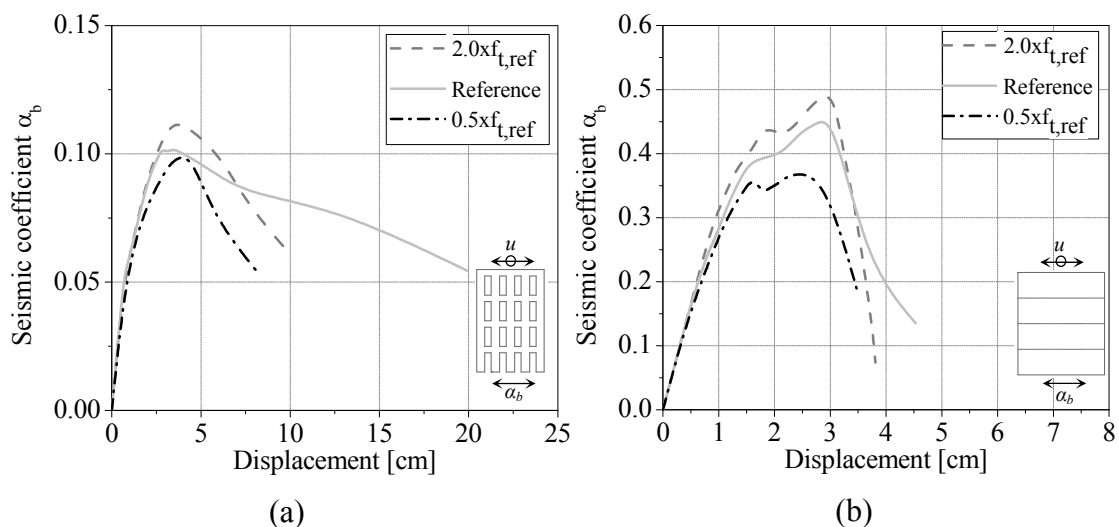 0.15
0.10
0.05
0.00
Seismic coefficient α_b
2.0xf_t,ref
Reference
0.5xf_t,ref
u
α_b
0 5 10 15 20 25
Displacement [cm]
(a)
0.6
0.5
0.4
0.3
0.2
0.1
0.0
Seismic coefficient α_b
2.0xf_t,ref
Reference
0.5xf_t,ref
u
α_b
0 1 2 3 4 5 6 7 8
Displacement [cm]
(b)